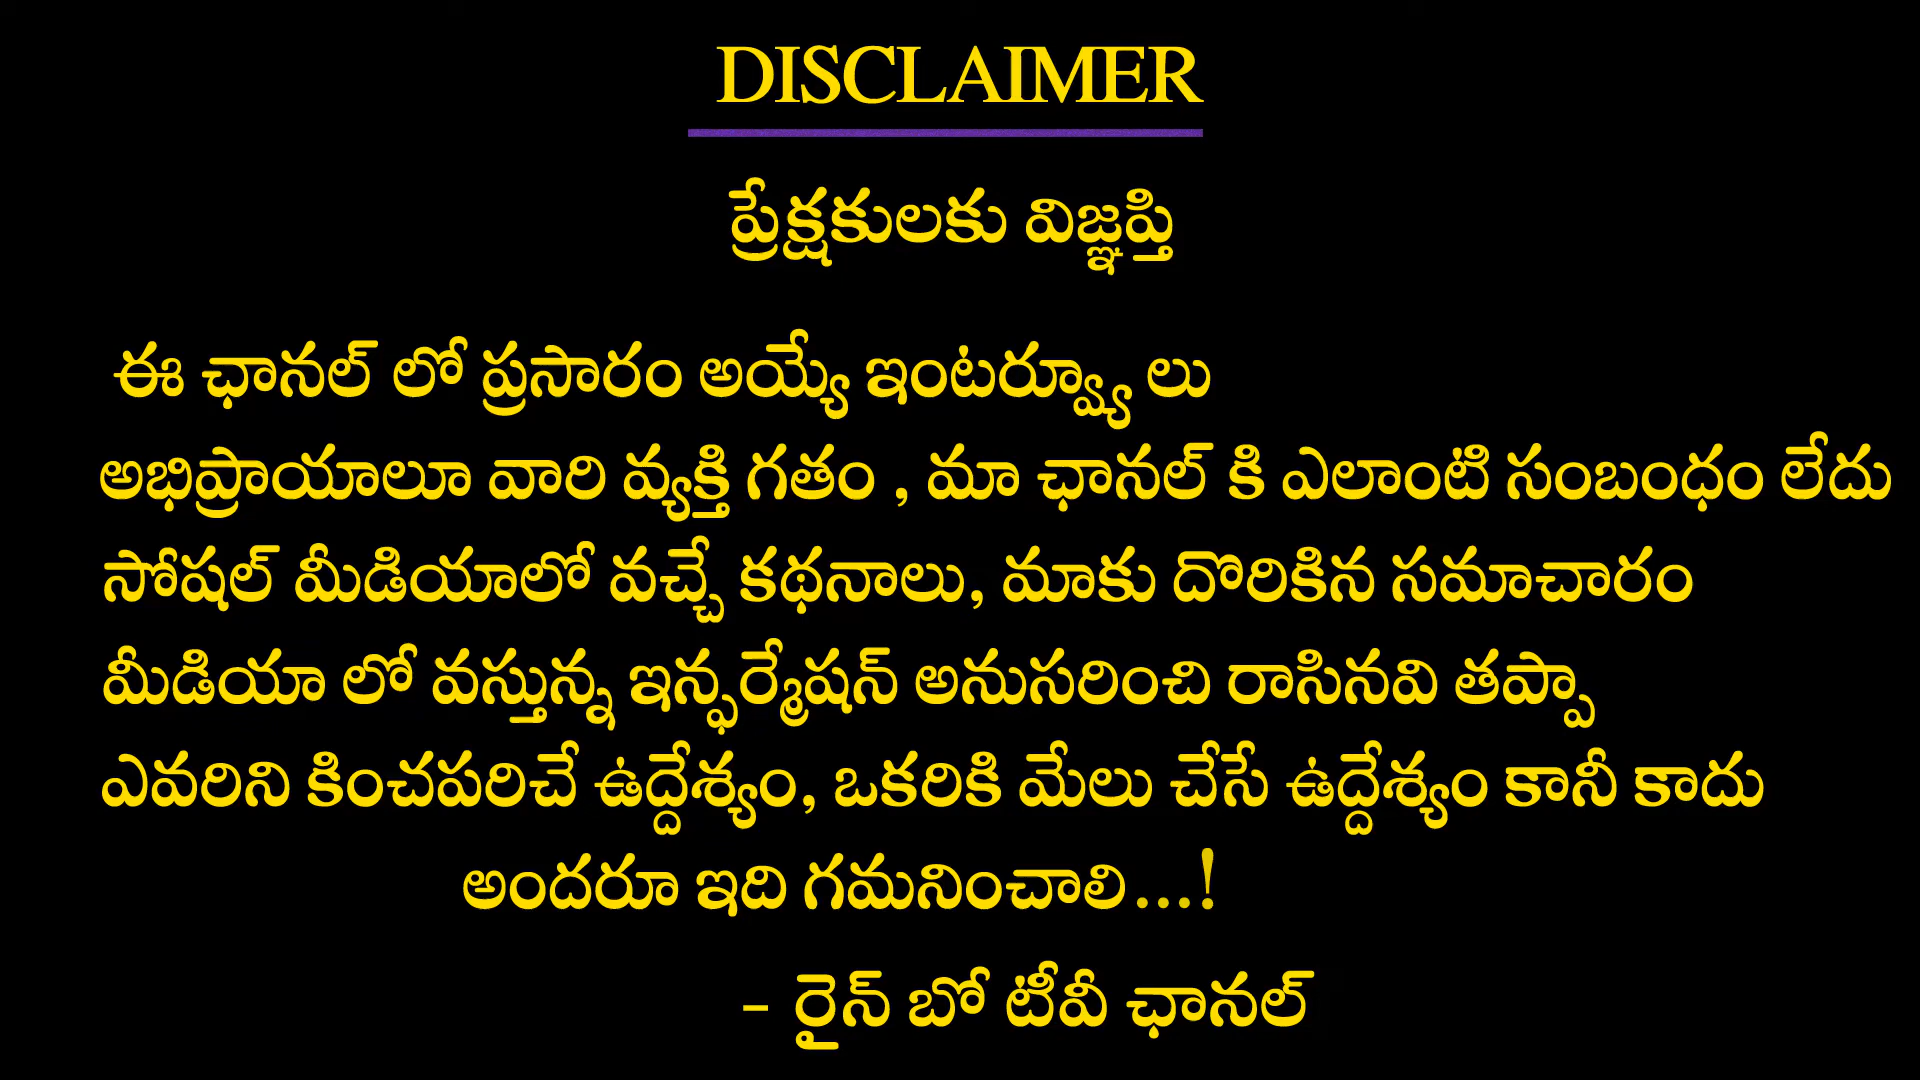 DISCLAIMER
ప్రేక్షకులకు విజ్ఞప్తి
ఈ ఛానల్ లో ప్రసారం అయ్యే ఇంటర్వ్యూ లు
అభిప్రాయాలూ వారి వ్యక్తి గతం , మా ఛానల్ కి ఎలాంటి సంబంధం లేదు
సోషల్ మీడియాలో వచ్చే కథనాలు, మాకు దొరికిన సమాచారం
మీడియా లో వస్తున్న ఇన్ఫర్మేషన్ అనుసరించి రాసినవి తప్పా
ఎవరిని కించపరిచే ఉద్దేశ్యం, ఒకరికి మేలు చేసే ఉద్దేశ్యం కానీ కాదు
అందరూ ఇది గమనించాలి...!
- రైన్ బో టీవీ ఛానల్